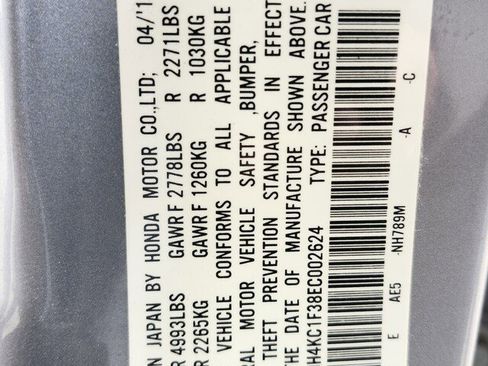 IN JAPAN BY HONDA MOTOR CO.,LTD; 04/1
R 4993LBS GAWR F 2778LBS R 2271LBS
R 2265KG GAWR F 1260KG R 1030KG
VEHICLE CONFORMS TO ALL APPLICABLE
RAL MOTOR VEHICLE SAFETY ,BUMPER,
THEFT PREVENTION STANDARDS IN EFFECT
HE DATE OF MANUFACTURE SHOWN ABOVE.
H4KC1F38EC002624 TYPE: PASSENGER CAR
E AE5 -NH789M -A -C